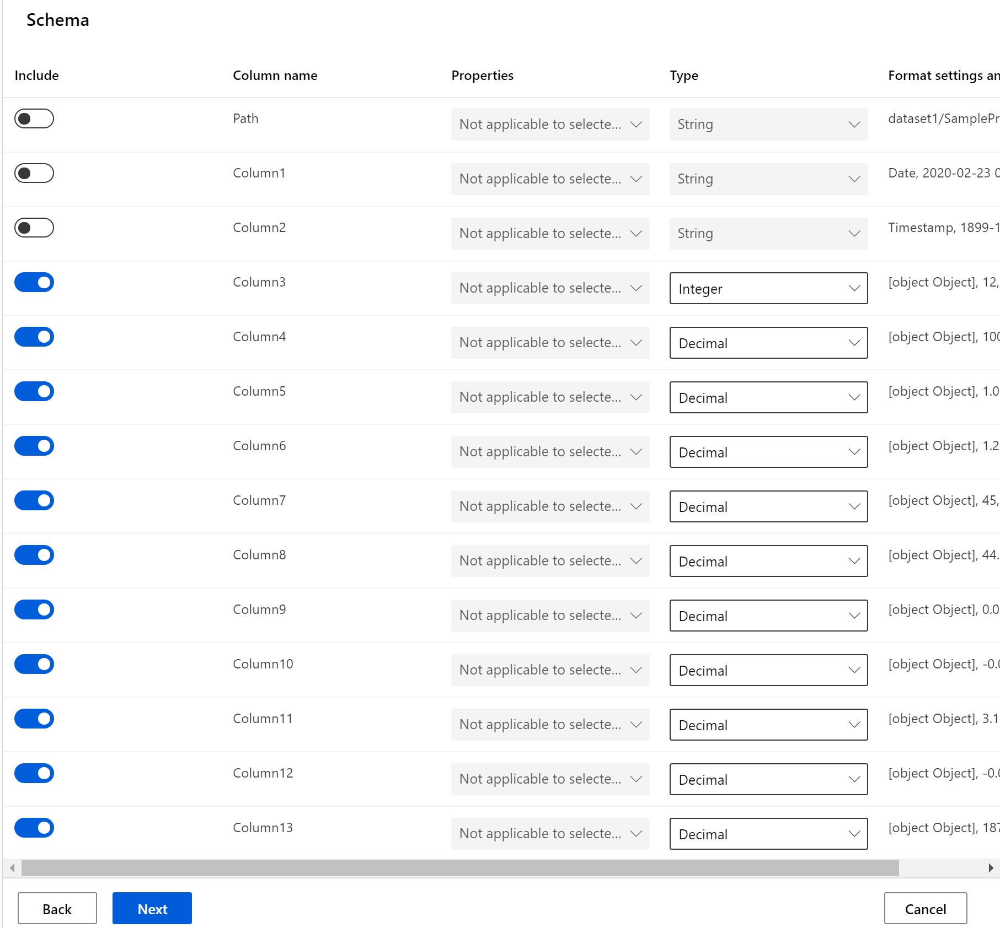 Schema
Include Column name Properties Type Format settings an
Path Not applicable to selecte... String dataset1/SamplePr
Column1 Not applicable to selecte... String Date, 2020-02-23 0
Column2 Not applicable to selecte... String Timestamp, 1899-1
Column3 Not applicable to selecte... Integer [object Object], 12,
Column4 Not applicable to selecte... Decimal [object Object], 100
Column5 Not applicable to selecte... Decimal [object Object], 1.0
Column6 Not applicable to selecte... Decimal [object Object], 1.2
Column7 Not applicable to selecte... Decimal [object Object], 45,
Column8 Not applicable to selecte... Decimal [object Object], 44.
Column9 Not applicable to selecte... Decimal [object Object], 0.0
Column10 Not applicable to selecte... Decimal [object Object], -0.0
Column11 Not applicable to selecte... Decimal [object Object], 3.1
Column12 Not applicable to selecte... Decimal [object Object], -0.0
Column13 Not applicable to selecte... Decimal [object Object], 187
Back Next Cancel